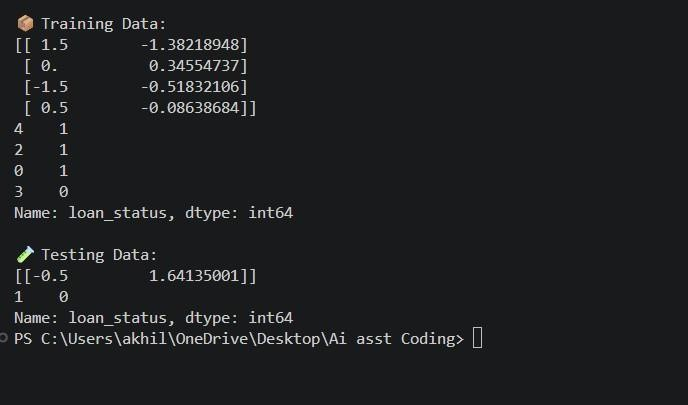 📦 Training Data:
[[ 1.5        -1.38218948]
 [ 0.          0.34554737]
 [-1.5        -0.51832106]
 [ 0.5        -0.08638684]]
4    1
2    1
0    1
3    0
Name: loan_status, dtype: int64

🧪 Testing Data:
[[-0.5         1.64135001]]
1    0
Name: loan_status, dtype: int64
PS C:\Users\akhil\OneDrive\Desktop\Ai asst Coding>